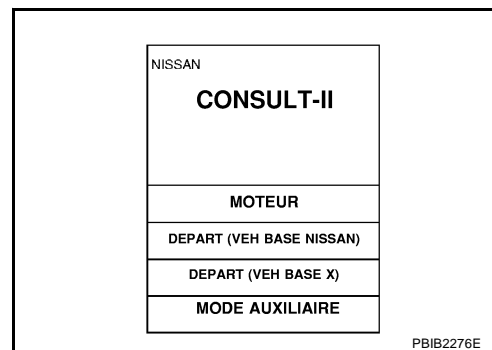 NISSAN
CONSULT-II
MOTEUR
DEPART (VEH BASE NISSAN)
DEPART (VEH BASE X)
MODE AUXILIAIRE
PBIB2276E